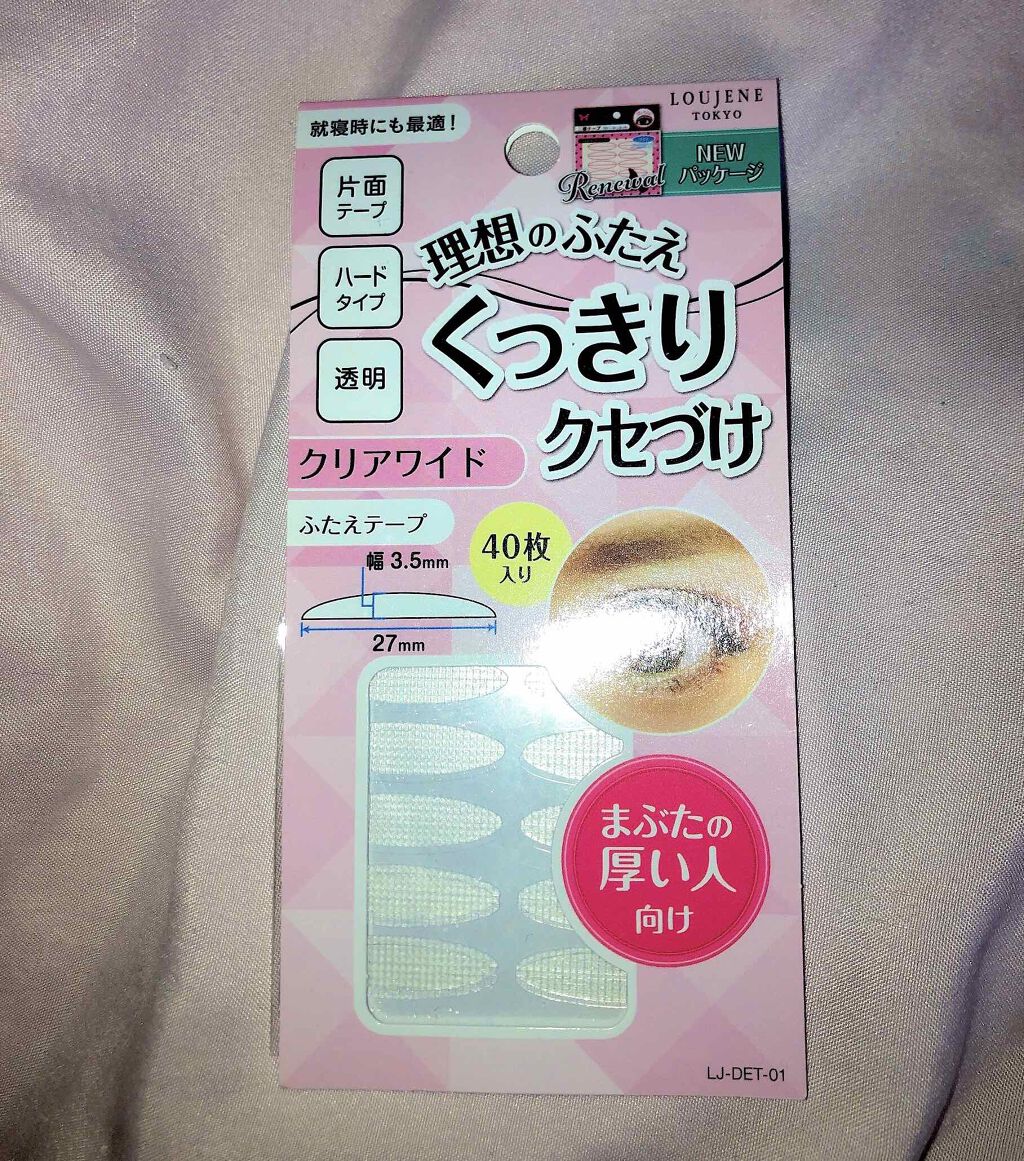 就寝時にも最適！
LOUJENE
TOKYO
NEW
パッケージ
Renewal
片面
テープ
ハード
タイプ
透明
理想のふたえ
くっきり
クセづけ
クリアワイド
ふたえテープ
40枚
入り
幅 3.5mm
27mm
まぶたの
厚い人
向け
LJ-DET-01